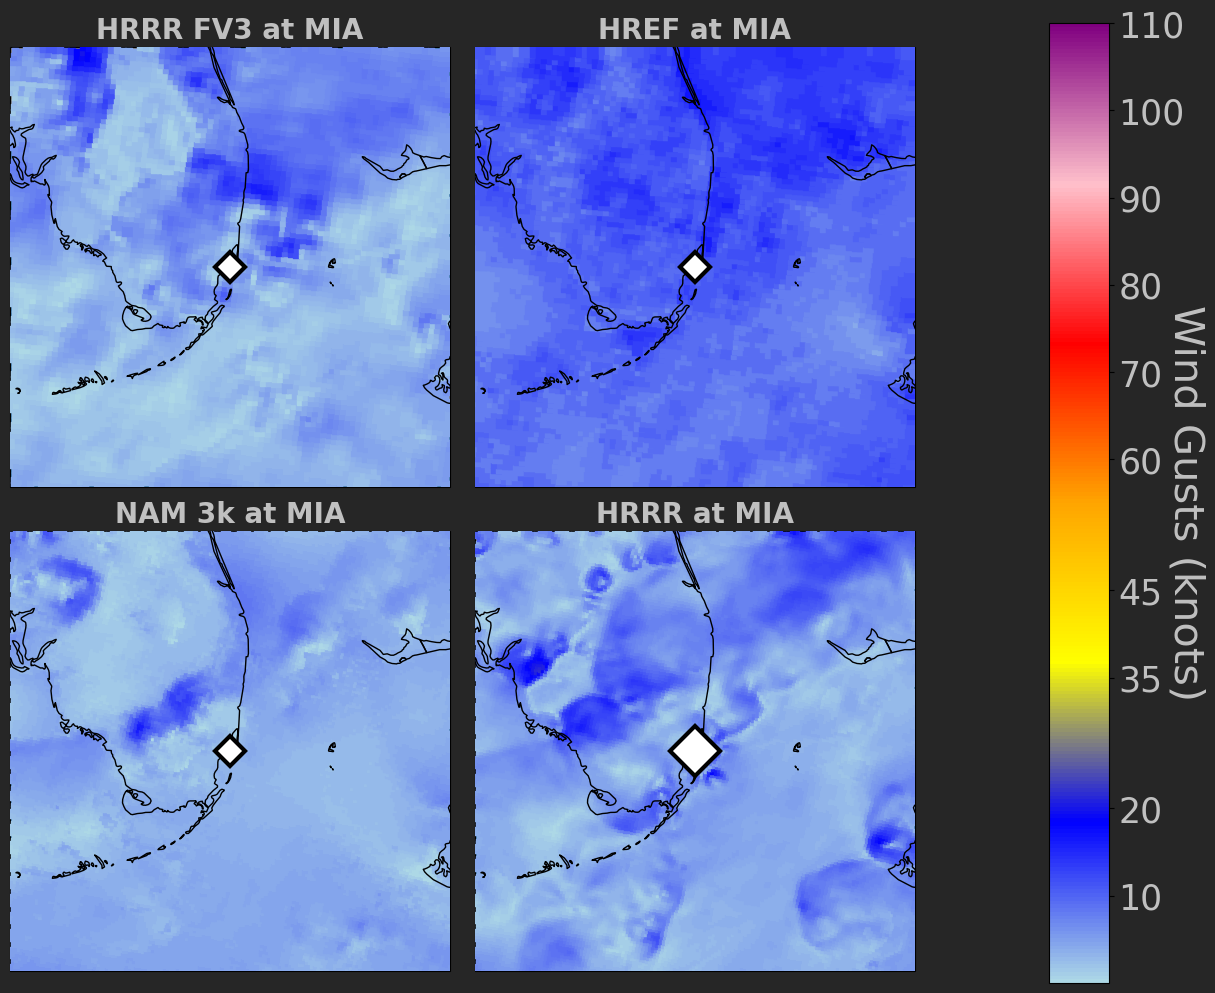 HRRR FV3 at MIA
HREF at MIA
NAM 3k at MIA
HRRR at MIA
110
100
90
80
70
60
45
35
20
10
Wind Gusts (knots)